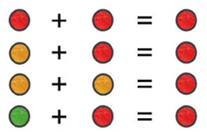 + =
+ =
+ =
+ =